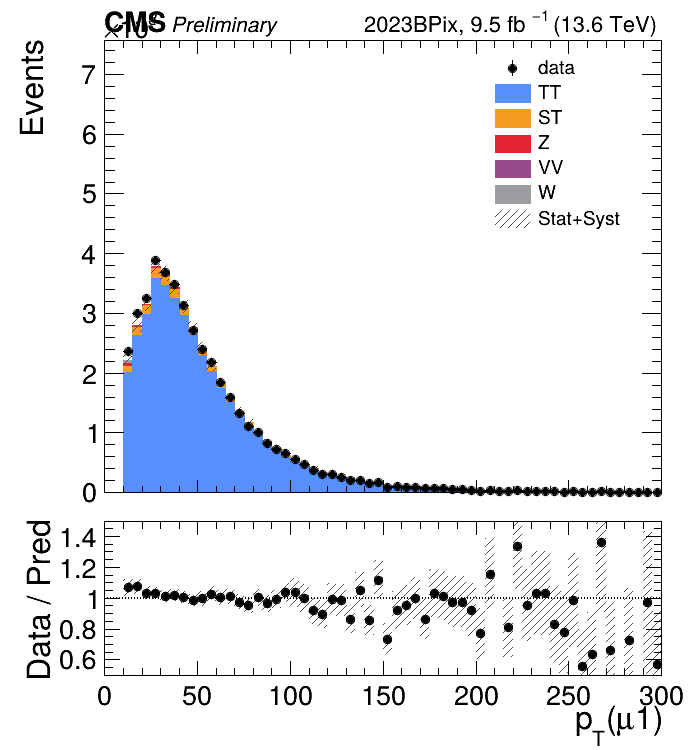 CMS Preliminary 2023BPix, 9.5 fb⁻¹ (13.6 TeV)
Events
7
6
5
4
3
2
1
0
data
TT
ST
Z
VV
W
Stat+Syst
Data / Pred
1.4
1.2
1
0.8
0.6
0 50 100 150 200 250 300
p_T(μ1)